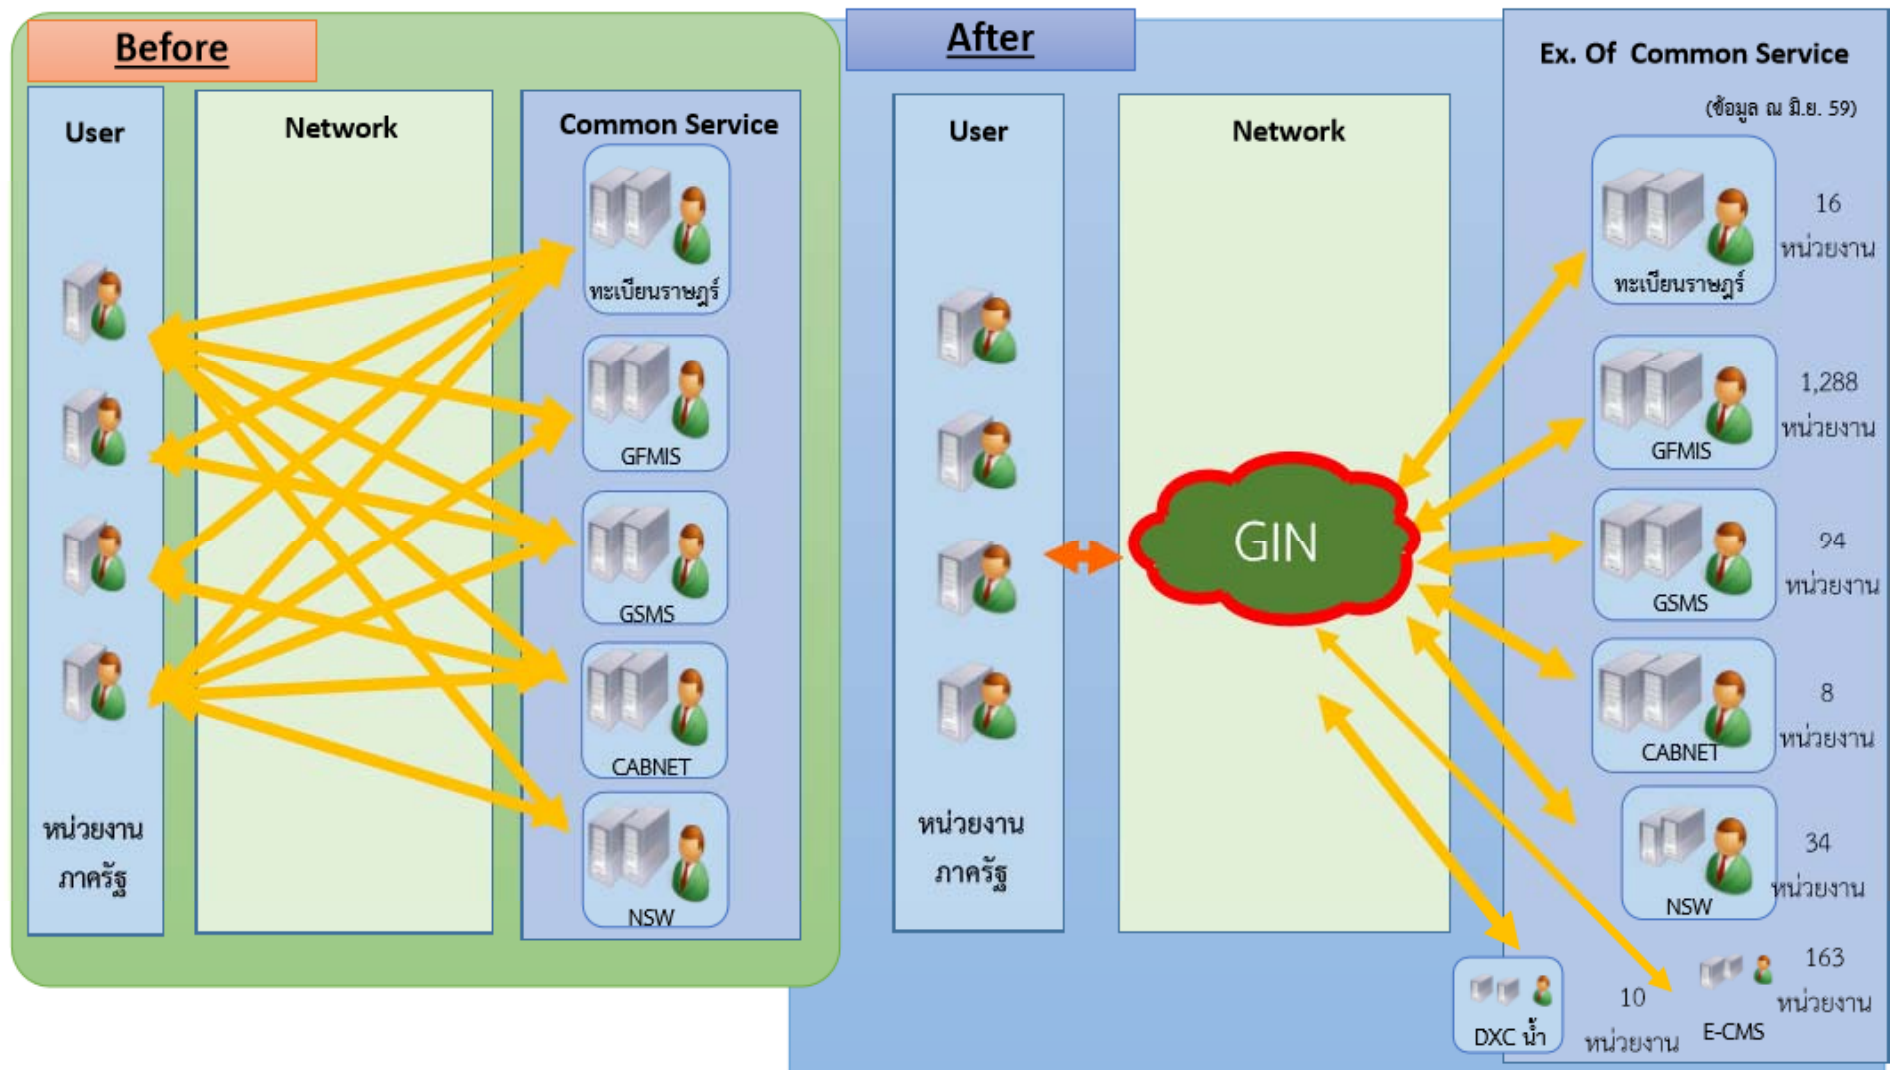 Before
User
Network
Common Service
ทะเบียนราษฎร์
GFMIS
GSMS
CABNET
NSW
หน่วยงาน
ภาครัฐ
After
User
Network
GIN
หน่วยงาน
ภาครัฐ
Ex. Of Common Service
(ข้อมูล ณ มิ.ย. 59)
ทะเบียนราษฎร์
16
หน่วยงาน
GFMIS
1,288
หน่วยงาน
GSMS
94
หน่วยงาน
CABNET
8
หน่วยงาน
NSW
34
หน่วยงาน
DXC น้ำ
10
หน่วยงาน
E-CMS
163
หน่วยงาน